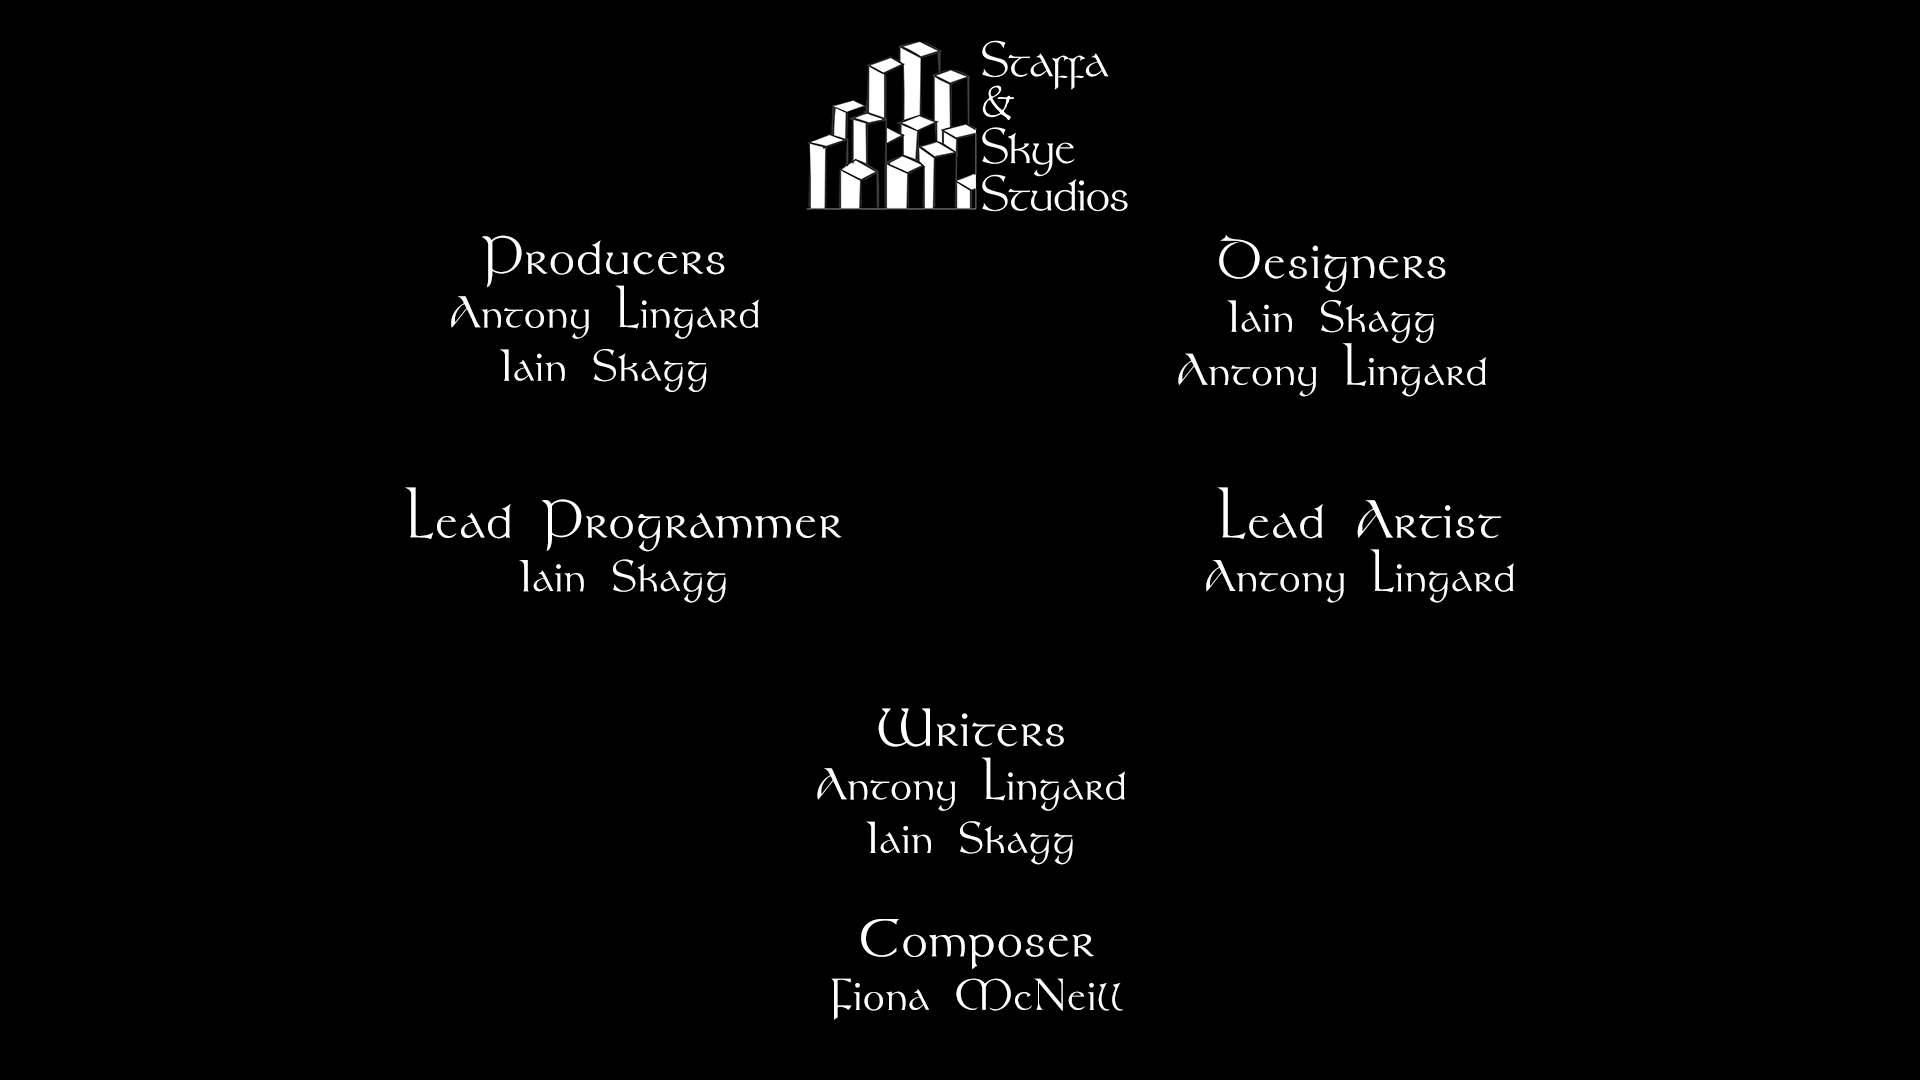 Staffa
&
Skye
Studios
Producers
Antony Lingard
Iain Skagg
Designers
Iain Skagg
Antony Lingard
Lead Programmer
Iain Skagg
Lead Artist
Antony Lingard
Writers
Antony Lingard
Iain Skagg
Composer
Fiona McNeill